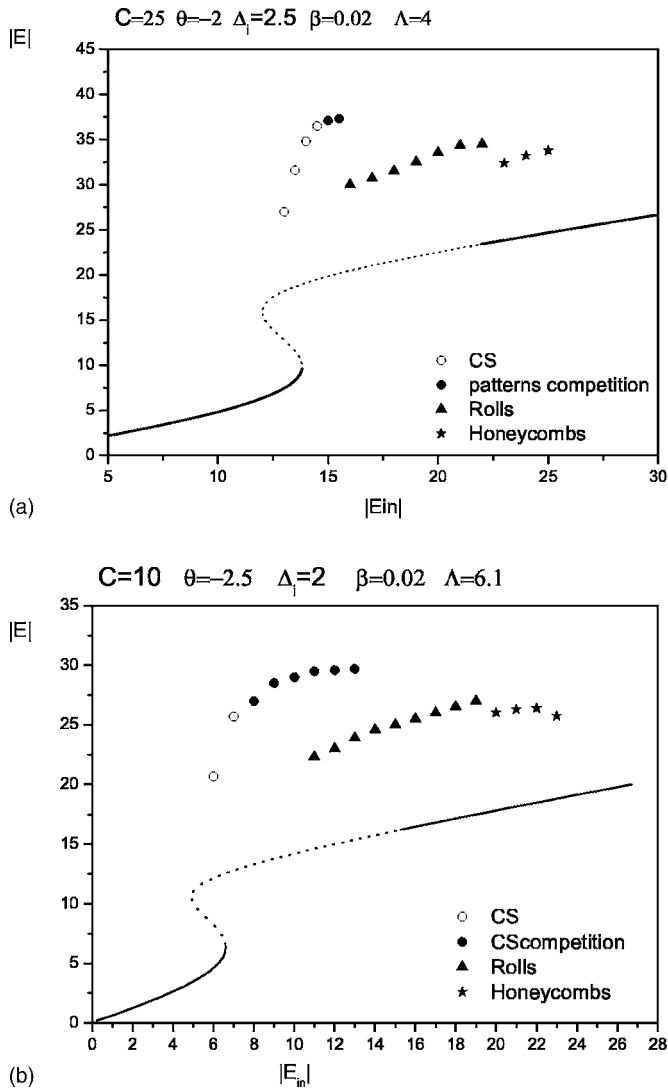 C=25 θ=−2 Δj=2.5 β=0.02 Λ=4
|E|
45
40
35
30
25
20
15
10
5
0
CS
patterns competition
Rolls
Honeycombs
5 10 15 20 25 30
(a)
|Ein|
C=10 θ=−2.5 Δj=2 β=0.02 Λ=6.1
|E|
35
30
25
20
15
10
5
0
CS
CScompetition
Rolls
Honeycombs
0 2 4 6 8 10 12 14 16 18 20 22 24 26 28
(b)
|Ein|